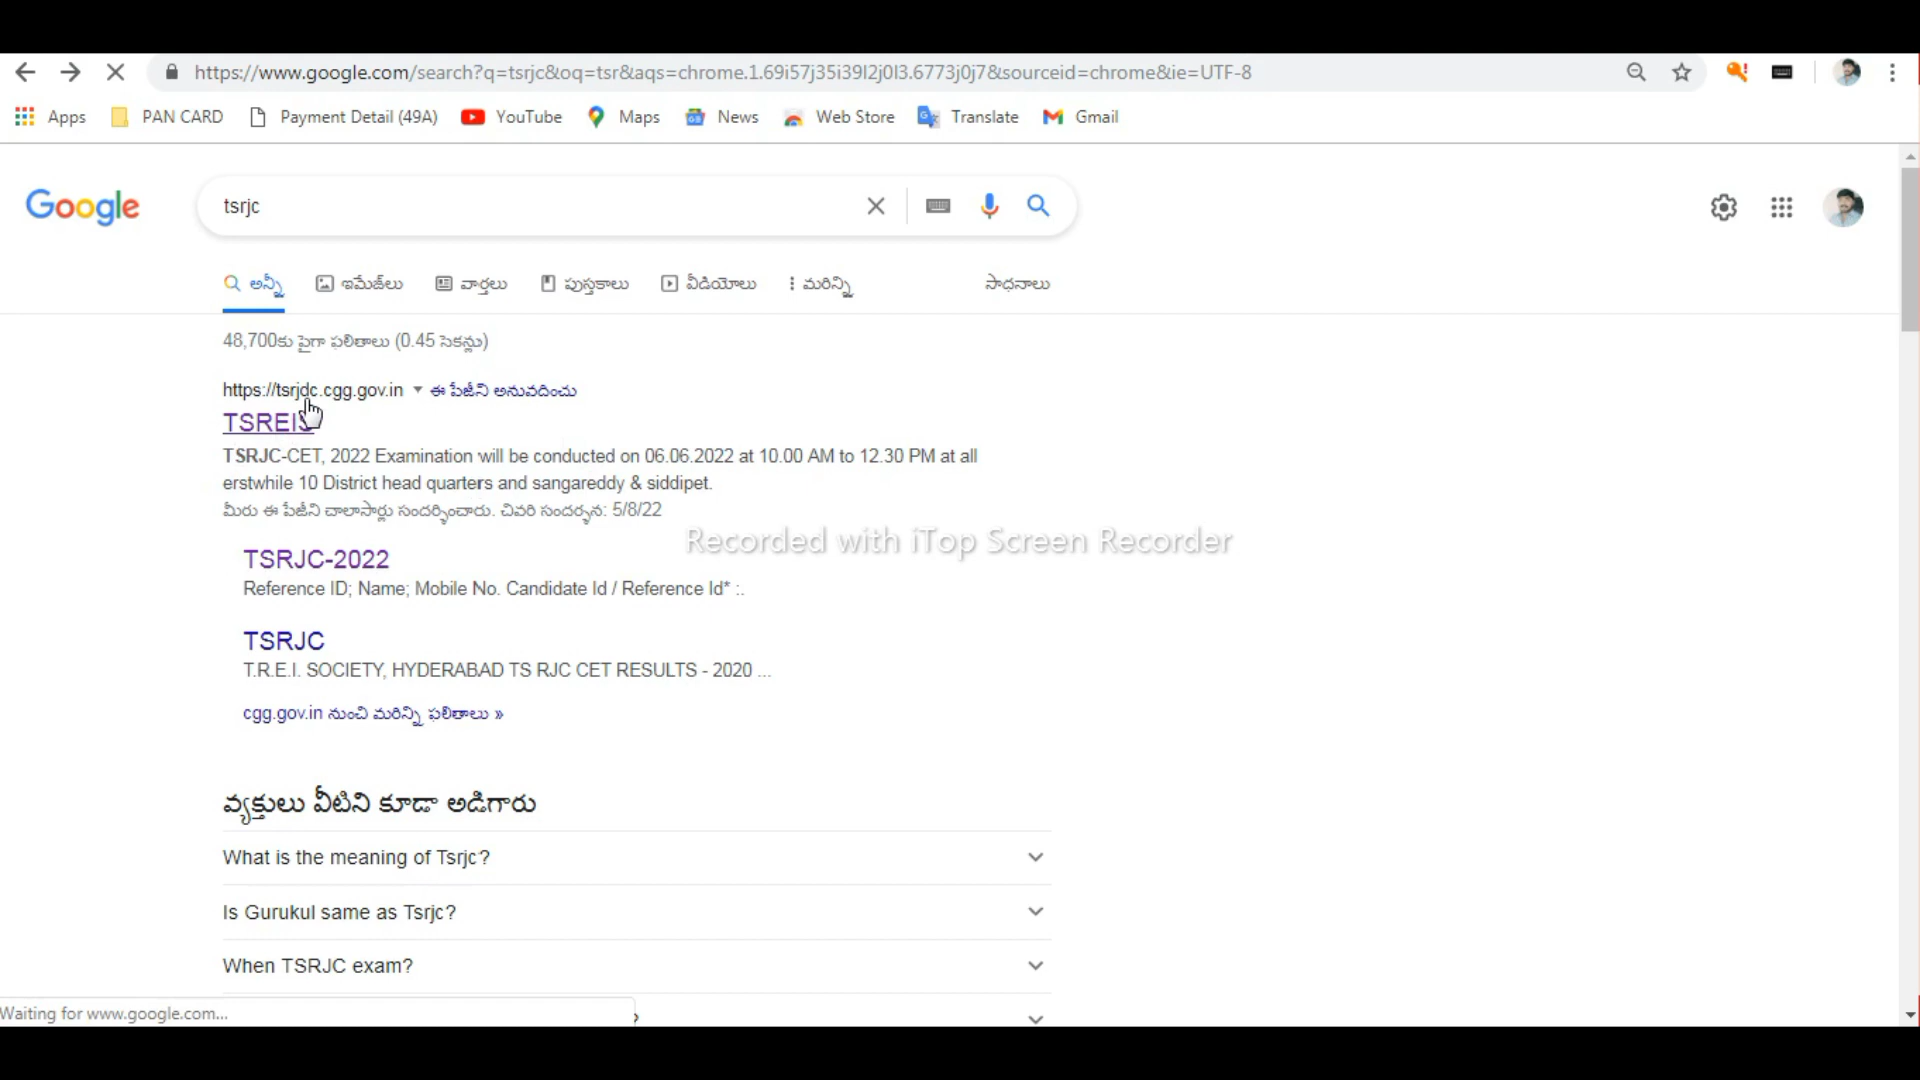 https://www.google.com/search?q=tsrjc&oq=tsr&aqs=chrome.1.69i57j35i39l2j0l3.6773j0j7&sourceid=chrome&ie=UTF-8
Apps PAN CARD Payment Detail (49A) YouTube Maps News Web Store Translate Gmail
Google tsrjc
అన్నీ ఇమేజ్‌లు వార్తలు పుస్తకాలు వీడియోలు మరిన్ని సాధనాలు
48,700కు పైగా ఫలితాలు (0.45 సెకన్లు)
https://tsrjdc.cgg.gov.in ఈ పేజీని అనువదించు
TSREIS
TSRJC-CET, 2022 Examination will be conducted on 06.06.2022 at 10.00 AM to 12.30 PM at all
erstwhile 10 District head quarters and sangareddy & siddipet.
మీరు ఈ పేజీని చాలాసార్లు సందర్శించారు. చివరి సందర్శన: 5/8/22
Recorded with iTop Screen Recorder
TSRJC-2022
Reference ID; Name; Mobile No. Candidate Id / Reference Id* :.
TSRJC
T.R.E.I. SOCIETY, HYDERABAD TS RJC CET RESULTS - 2020 ...
cgg.gov.in నుంచి మరిన్ని ఫలితాలు »
వ్యక్తులు వీటిని కూడా అడిగారు
What is the meaning of Tsrjc?
Is Gurukul same as Tsrjc?
When TSRJC exam?
Waiting for www.google.com...